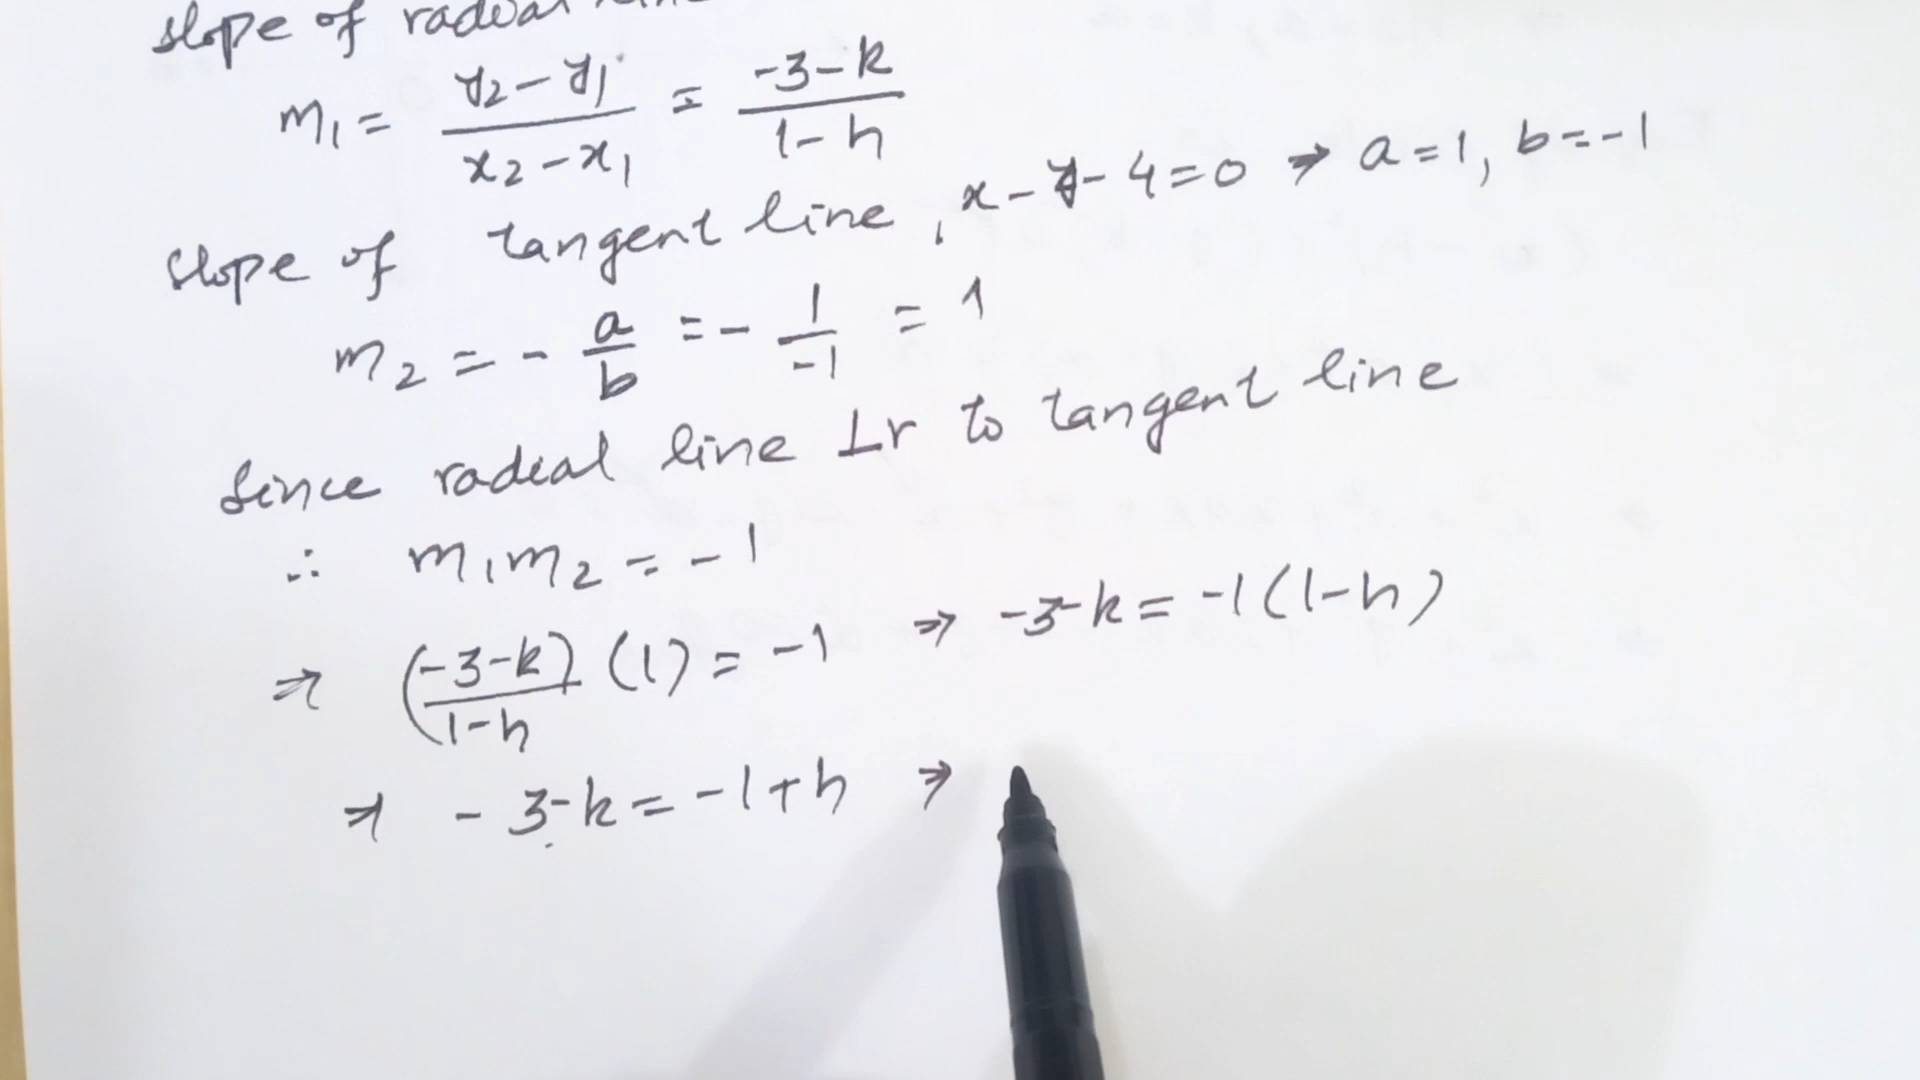 slope of radial line
m₁ = (y₂ - y₁)/(x₂ - x₁) = (-3-k)/(1-h)
slope of tangent line, x - y - 4 = 0 ⇒ a = 1, b = -1
m₂ = - a/b = - 1/-1 = 1
Since radial line ⊥r to tangent line
∴ m₁m₂ = -1
⇒ ((-3-k)/(1-h)) (1) = -1 ⇒ -3-k = -1(1-h)
⇒ -3-k = -1+h ⇒